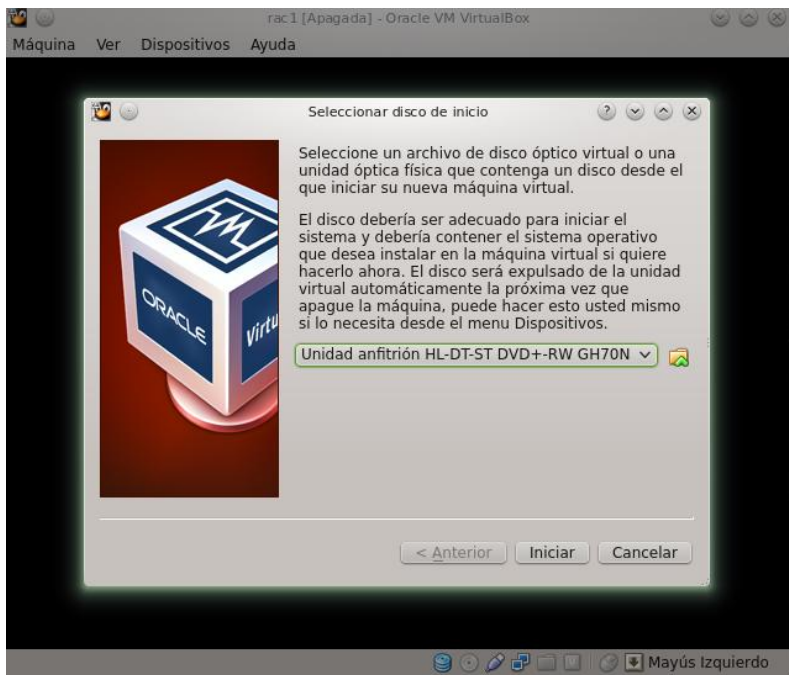 rac1 [Apagada] - Oracle VM VirtualBox
Máquina Ver Dispositivos Ayuda
Seleccionar disco de inicio
Seleccione un archivo de disco óptico virtual o una
unidad óptica física que contenga un disco desde el
que iniciar su nueva máquina virtual.
El disco debería ser adecuado para iniciar el
sistema y debería contener el sistema operativo
que desea instalar en la máquina virtual si quiere
hacerlo ahora. El disco será expulsado de la unidad
virtual automáticamente la próxima vez que
apague la máquina, puede hacer esto usted mismo
si lo necesita desde el menu Dispositivos.
ORACLE
Virtu
Unidad anfitrión HL-DT-ST DVD+-RW GH70N
< Anterior Iniciar Cancelar
Mayús Izquierdo